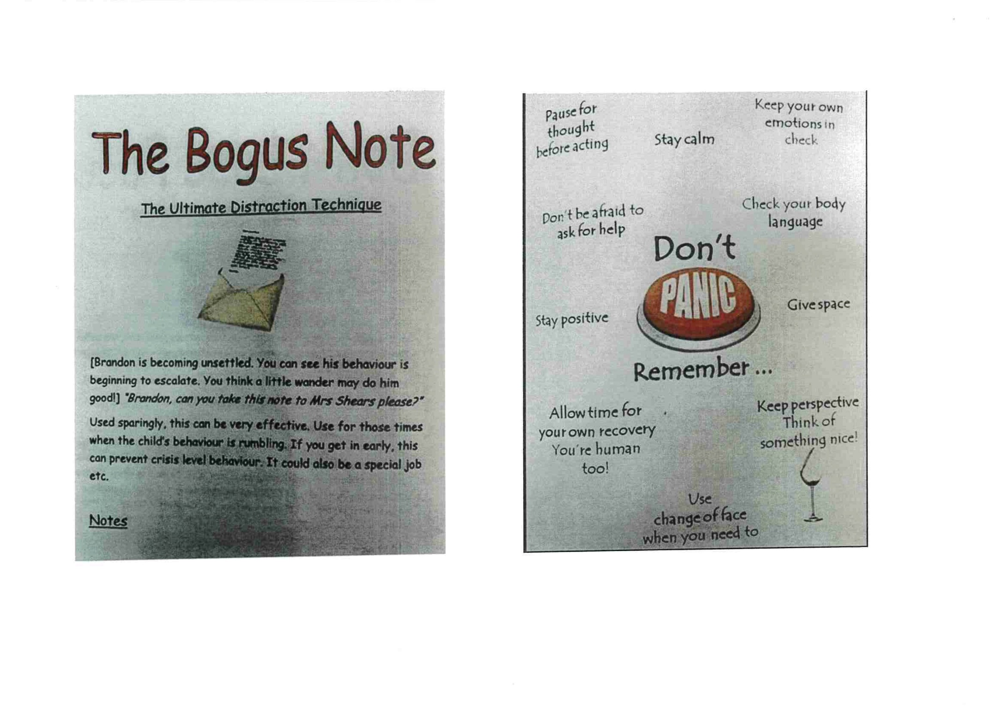 The Bogus Note
The Ultimate Distraction Technique
[Brandon is becoming unsettled. You can see his behaviour is
beginning to escalate. You think a little wander may do him
good!] "Brandon, can you take this note to Mrs Shears please?"
Used sparingly, this can be very effective. Use for those times
when the child's behaviour is rumbling. If you get in early, this
can prevent crisis level behaviour. It could also be a special job
etc.
Notes
Pause for
thought
before acting
Stay calm
Keep your own
emotions in
check
Don't be afraid to
ask for help
Check your body
language
Don't
PANIC
Stay positive
Give space
Remember ...
Allow time for
your own recovery
You're human
too!
Keep perspective
Think of
something nice!
Use
change of face
when you need to